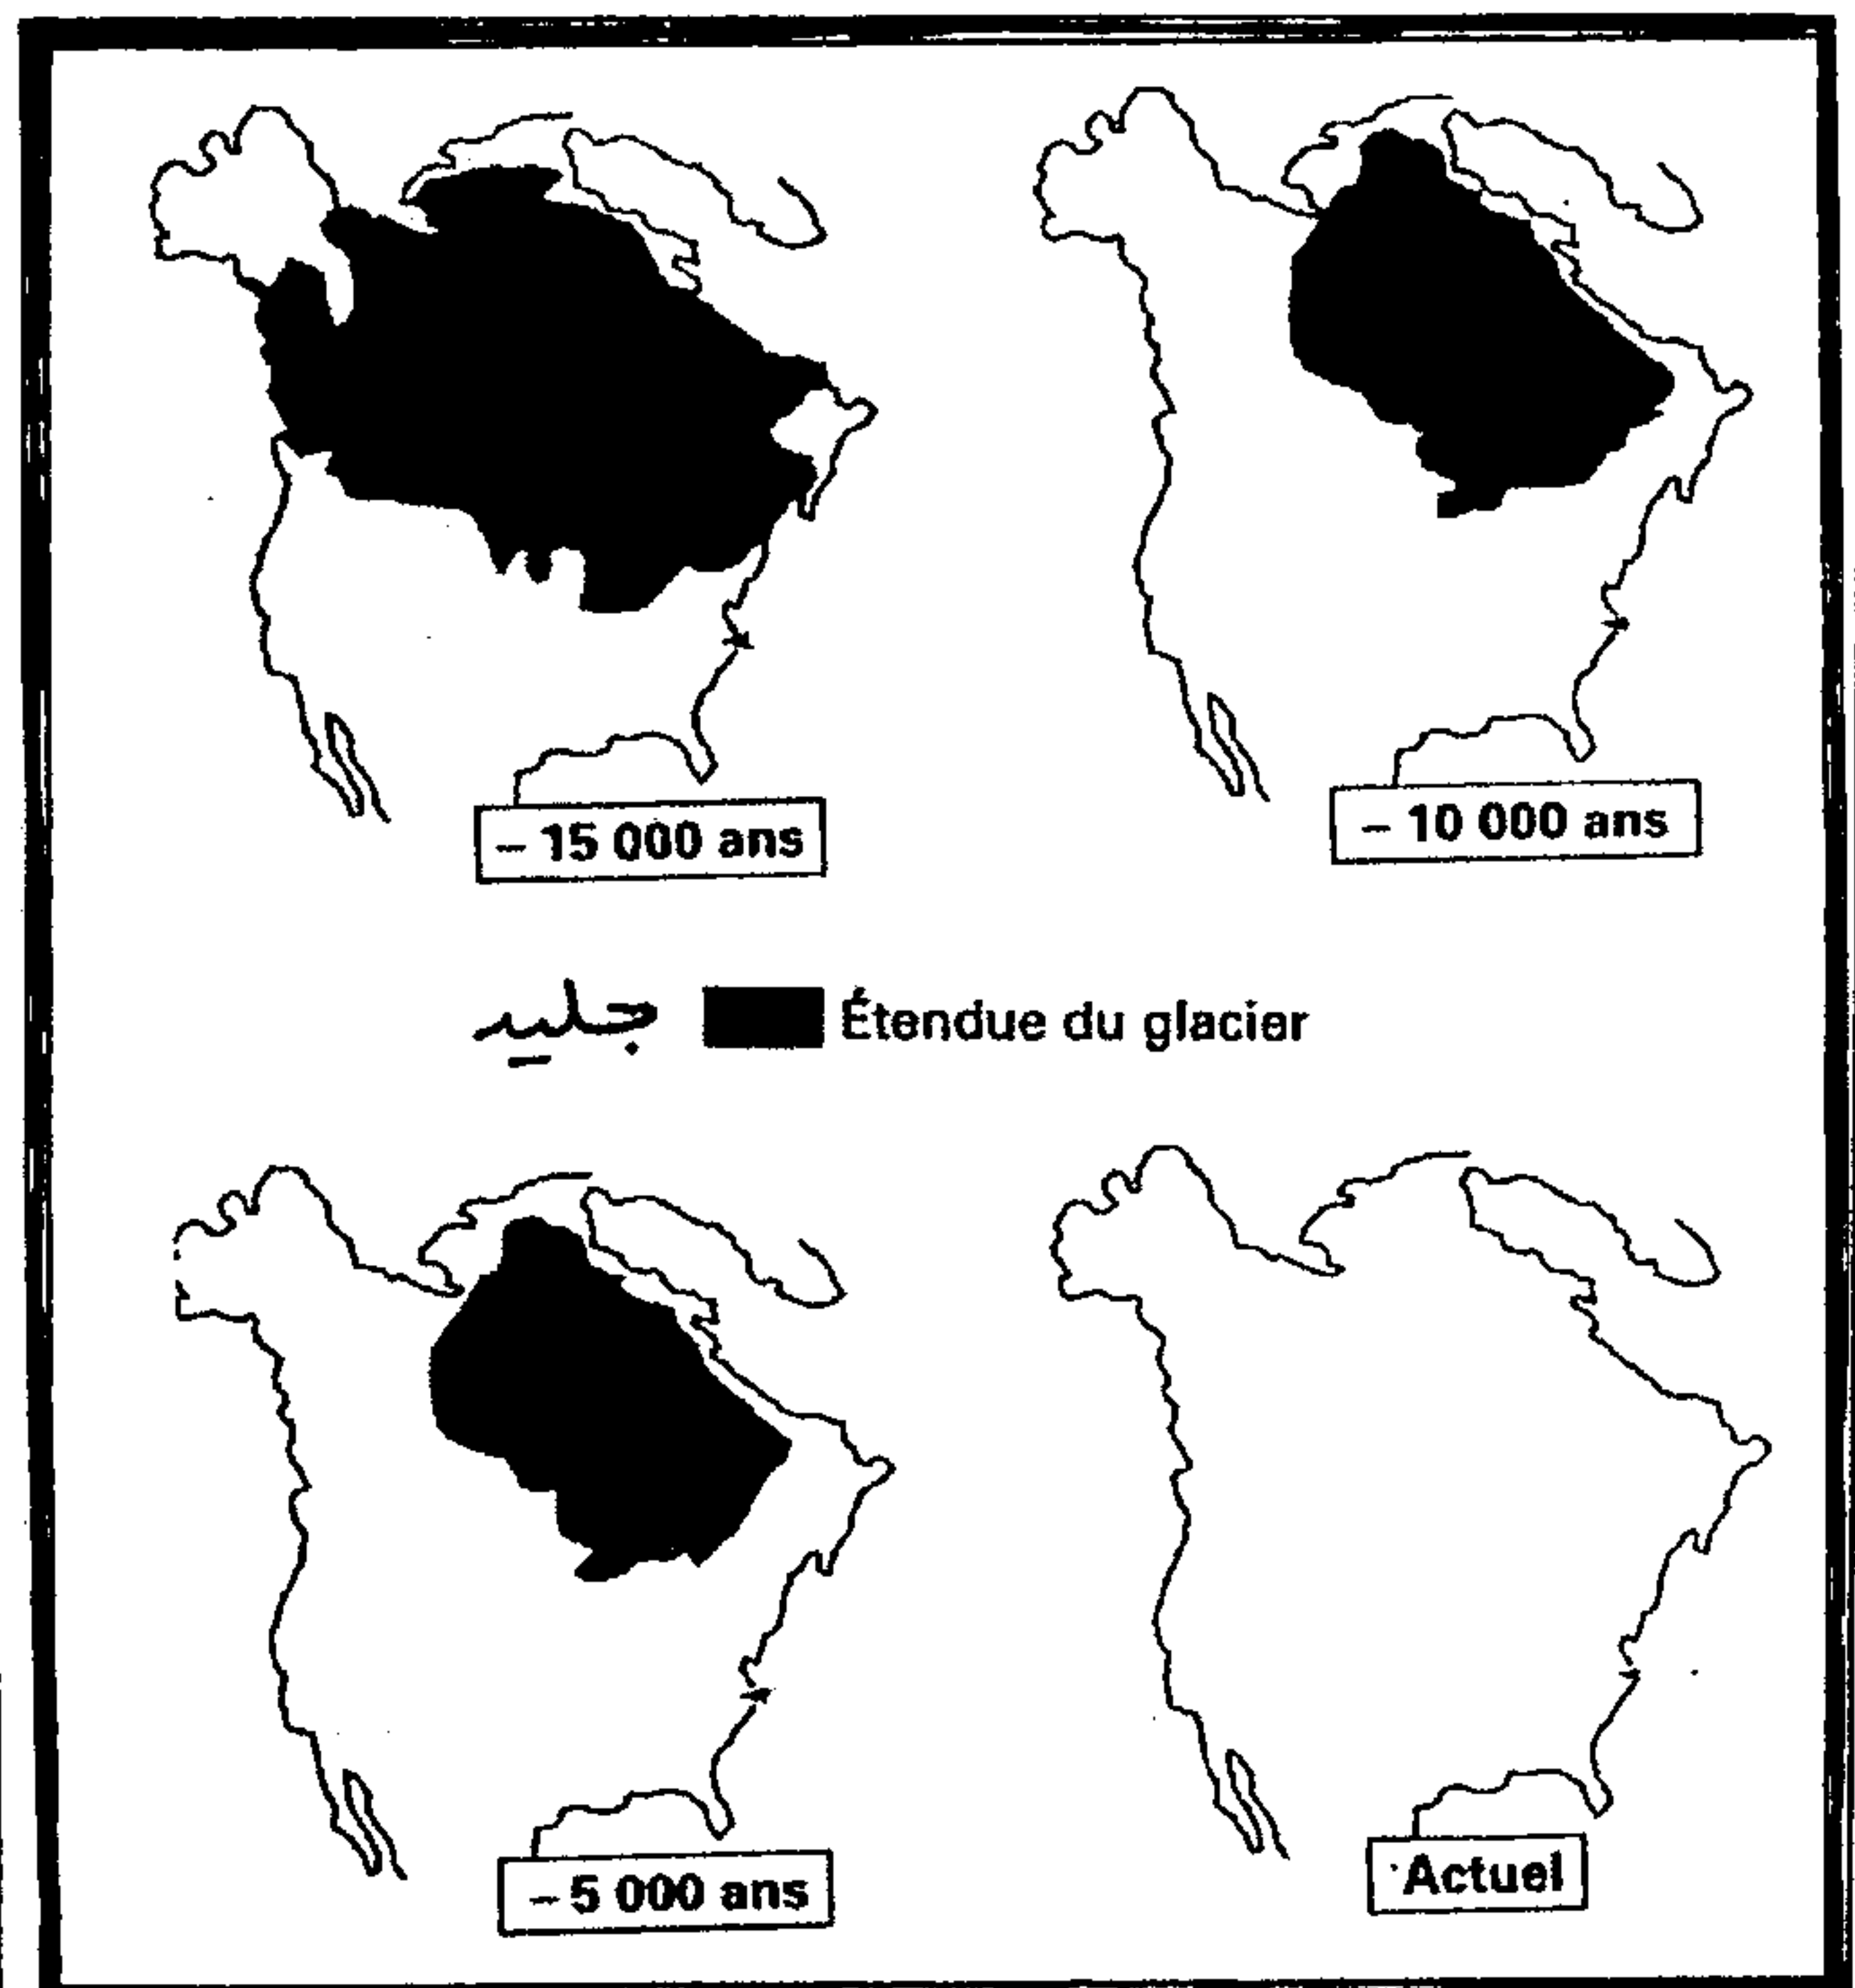 – 15 000 ans
– 10 000 ans
جليد Étendue du glacier
– 5 000 ans
Actuel